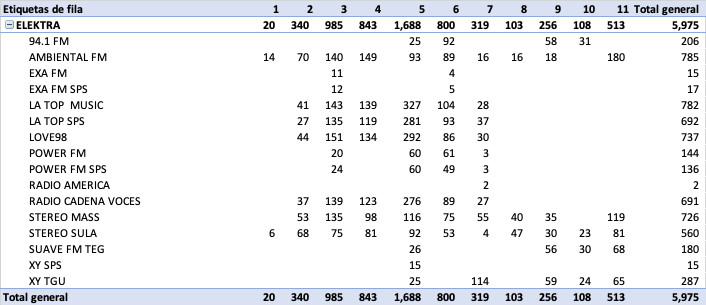 Etiquetas de fila 1 2 3 4 5 6 7 8 9 10 11 Total general
ELEKTRA 20 340 985 843 1,688 800 319 103 256 108 513 5,975
94.1 FM 25 92 58 31 206
AMBIENTAL FM 14 70 140 149 93 89 16 16 18 180 785
EXA FM 11 4 15
EXA FM SPS 12 5 17
LA TOP MUSIC 41 143 139 327 104 28 782
LA TOP SPS 27 135 119 281 93 37 692
LOVE98 44 151 134 292 86 30 737
POWER FM 20 60 61 3 144
POWER FM SPS 24 60 49 3 136
RADIO AMERICA 2 2
RADIO CADENA VOCES 37 139 123 276 89 27 691
STEREO MASS 53 135 98 116 75 55 40 35 119 726
STEREO SULA 6 68 75 81 92 53 4 47 30 23 81 560
SUAVE FM TEG 26 56 30 68 180
XY SPS 15 15
XY TGU 25 114 59 24 65 287
Total general 20 340 985 843 1,688 800 319 103 256 108 513 5,975